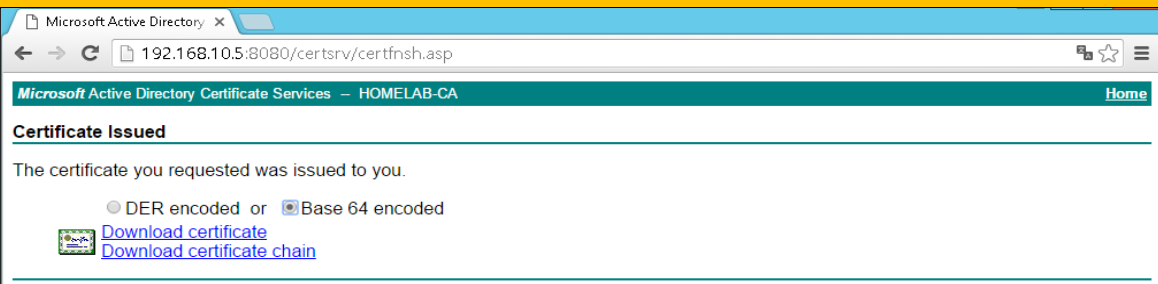 Microsoft Active Directory
192.168.10.5:8080/certsrv/certfnsh.asp
Microsoft Active Directory Certificate Services -- HOMELAB-CA Home
Certificate Issued
The certificate you requested was issued to you.
DER encoded or Base 64 encoded
Download certificate
Download certificate chain